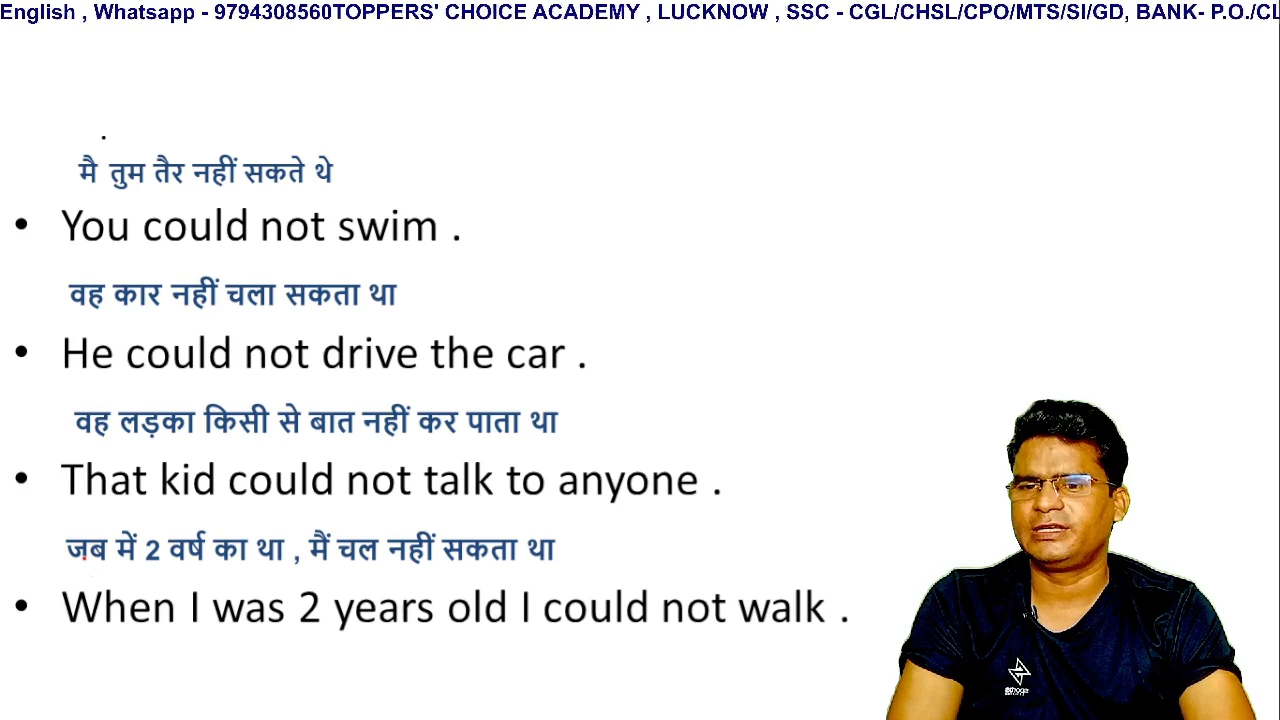 English , Whatsapp - 9794308560TOPPERS' CHOICE ACADEMY , LUCKNOW , SSC - CGL/CHSL/CPO/MTS/SI/GD, BANK- P.O./CL
.
मै तुम तैर नहीं सकते थे
• You could not swim .
वह कार नहीं चला सकता था
• He could not drive the car .
वह लड़का किसी से बात नहीं कर पाता था
• That kid could not talk to anyone .
जब में 2 वर्ष का था , मैं चल नहीं सकता था
• When I was 2 years old I could not walk .